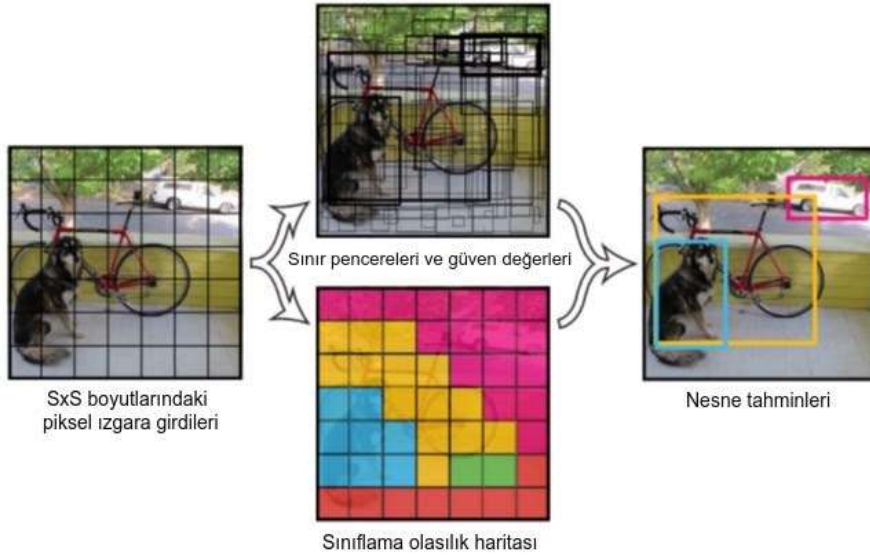 Sınır pencereleri ve güven değerleri
SxS boyutlarındaki
piksel ızgara girdileri
Nesne tahminleri
Sınıflama olasılık haritası